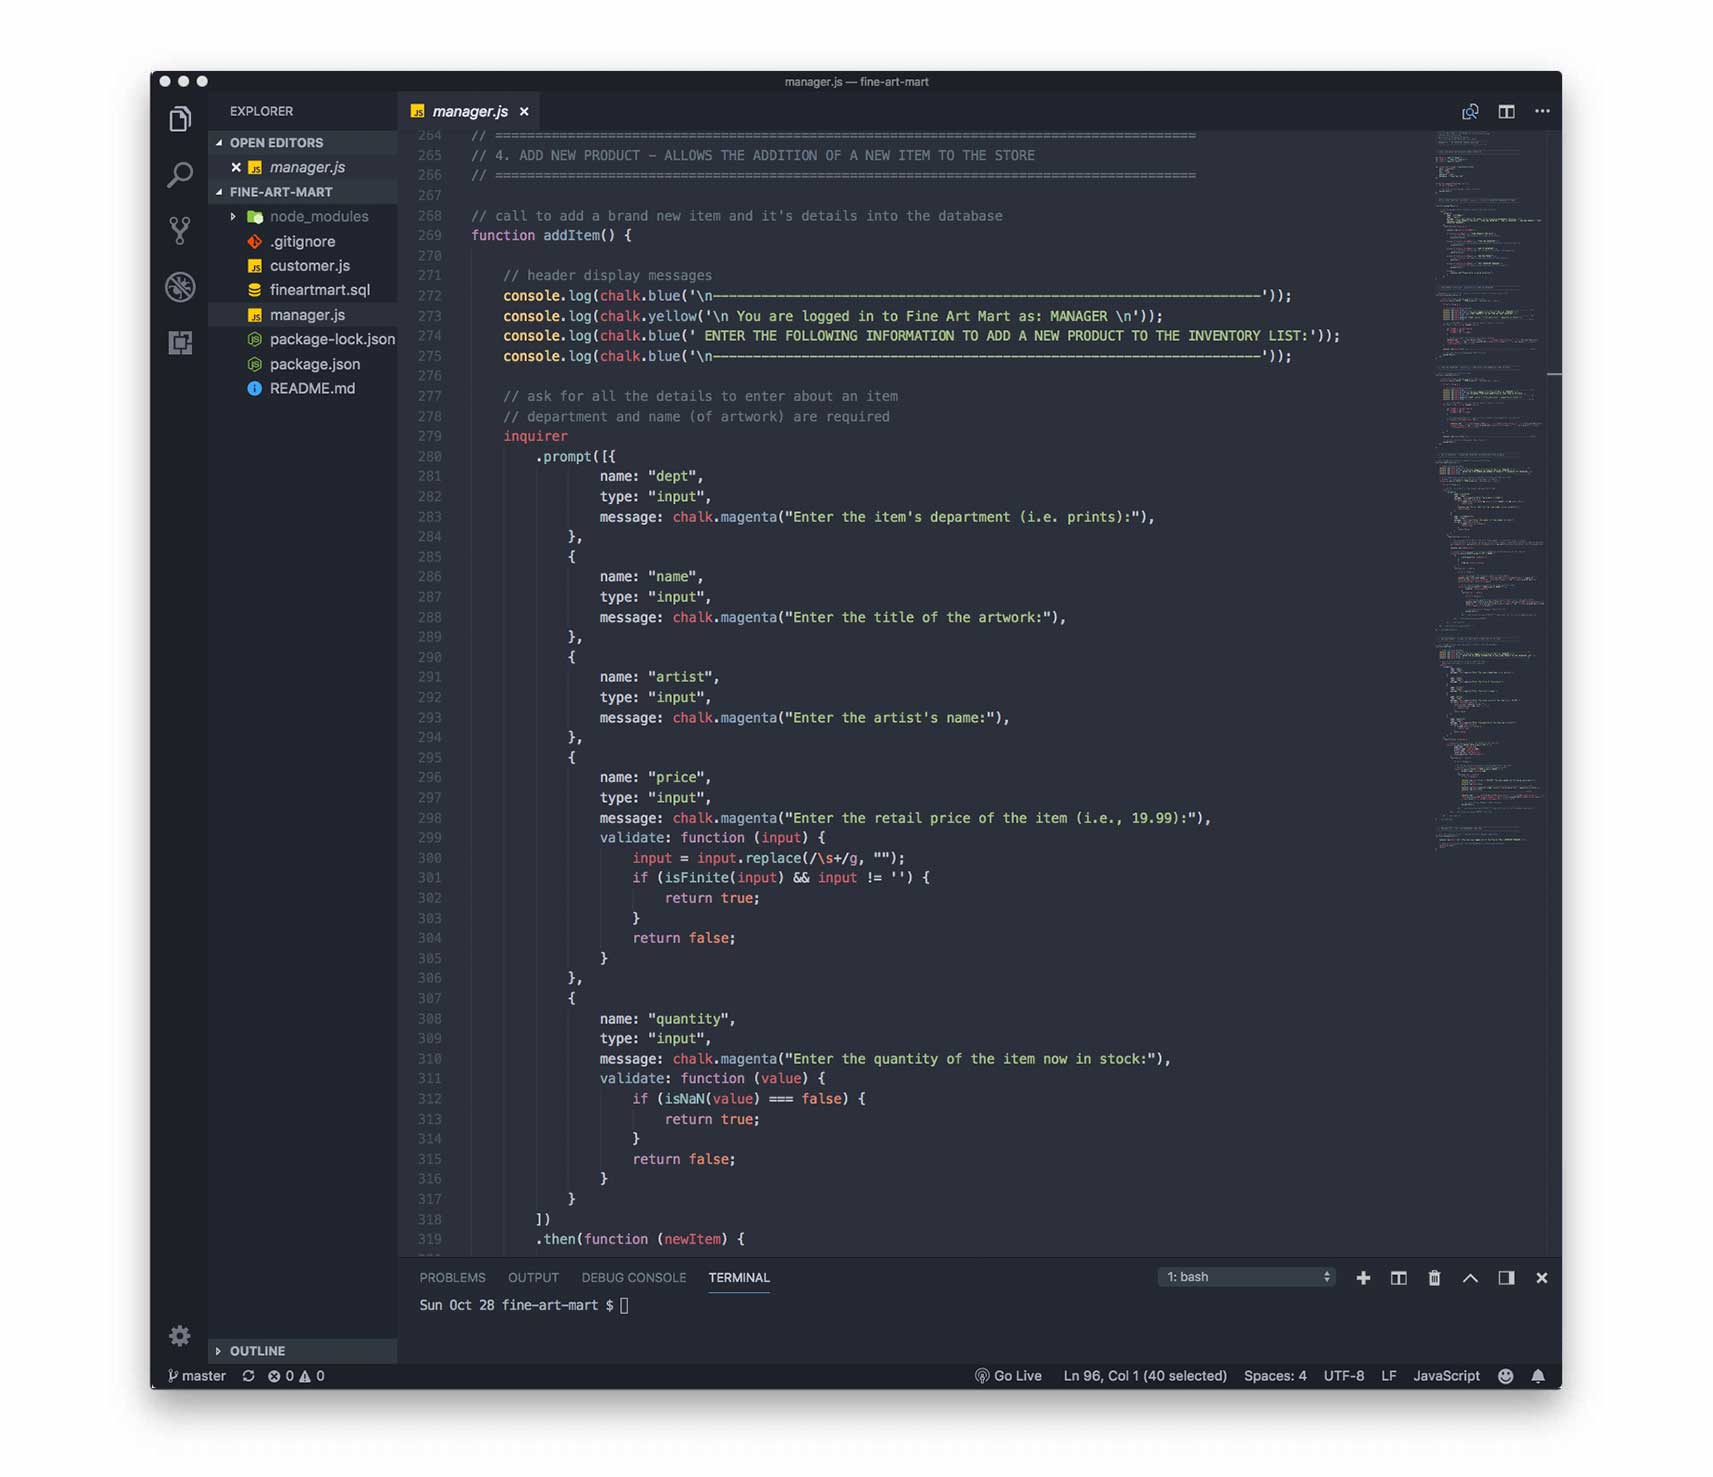 manager.js — fine-art-mart
EXPLORER
OPEN EDITORS
manager.js
FINE-ART-MART
node_modules
.gitignore
customer.js
fineartmart.sql
manager.js
package-lock.json
package.json
README.md
OUTLINE
manager.js
264 // =======================================================================================
265 // 4. ADD NEW PRODUCT – ALLOWS THE ADDITION OF A NEW ITEM TO THE STORE
266 // =======================================================================================
267
268 // call to add a brand new item and it's details into the database
269 function addItem() {
270
271 // header display messages
272 console.log(chalk.blue('\n————————————————————————————————————————————————————————————————————'));
273 console.log(chalk.yellow('\n You are logged in to Fine Art Mart as: MANAGER \n'));
274 console.log(chalk.blue(' ENTER THE FOLLOWING INFORMATION TO ADD A NEW PRODUCT TO THE INVENTORY LIST:'));
275 console.log(chalk.blue('\n————————————————————————————————————————————————————————————————————'));
276
277 // ask for all the details to enter about an item
278 // department and name (of artwork) are required
279 inquirer
280 .prompt([{
281 name: "dept",
282 type: "input",
283 message: chalk.magenta("Enter the item's department (i.e. prints):"),
284 },
285 {
286 name: "name",
287 type: "input",
288 message: chalk.magenta("Enter the title of the artwork:"),
289 },
290 {
291 name: "artist",
292 type: "input",
293 message: chalk.magenta("Enter the artist's name:"),
294 },
295 {
296 name: "price",
297 type: "input",
298 message: chalk.magenta("Enter the retail price of the item (i.e., 19.99):"),
299 validate: function (input) {
300 input = input.replace(/\s+/g, "");
301 if (isFinite(input) && input != '') {
302 return true;
303 }
304 return false;
305 }
306 },
307 {
308 name: "quantity",
309 type: "input",
310 message: chalk.magenta("Enter the quantity of the item now in stock:"),
311 validate: function (value) {
312 if (isNaN(value) === false) {
313 return true;
314 }
315 return false;
316 }
317 }
318 ])
319 .then(function (newItem) {
PROBLEMS OUTPUT DEBUG CONSOLE TERMINAL 1: bash
Sun Oct 28 fine-art-mart $
master 0 0 Go Live Ln 96, Col 1 (40 selected) Spaces: 4 UTF-8 LF JavaScript